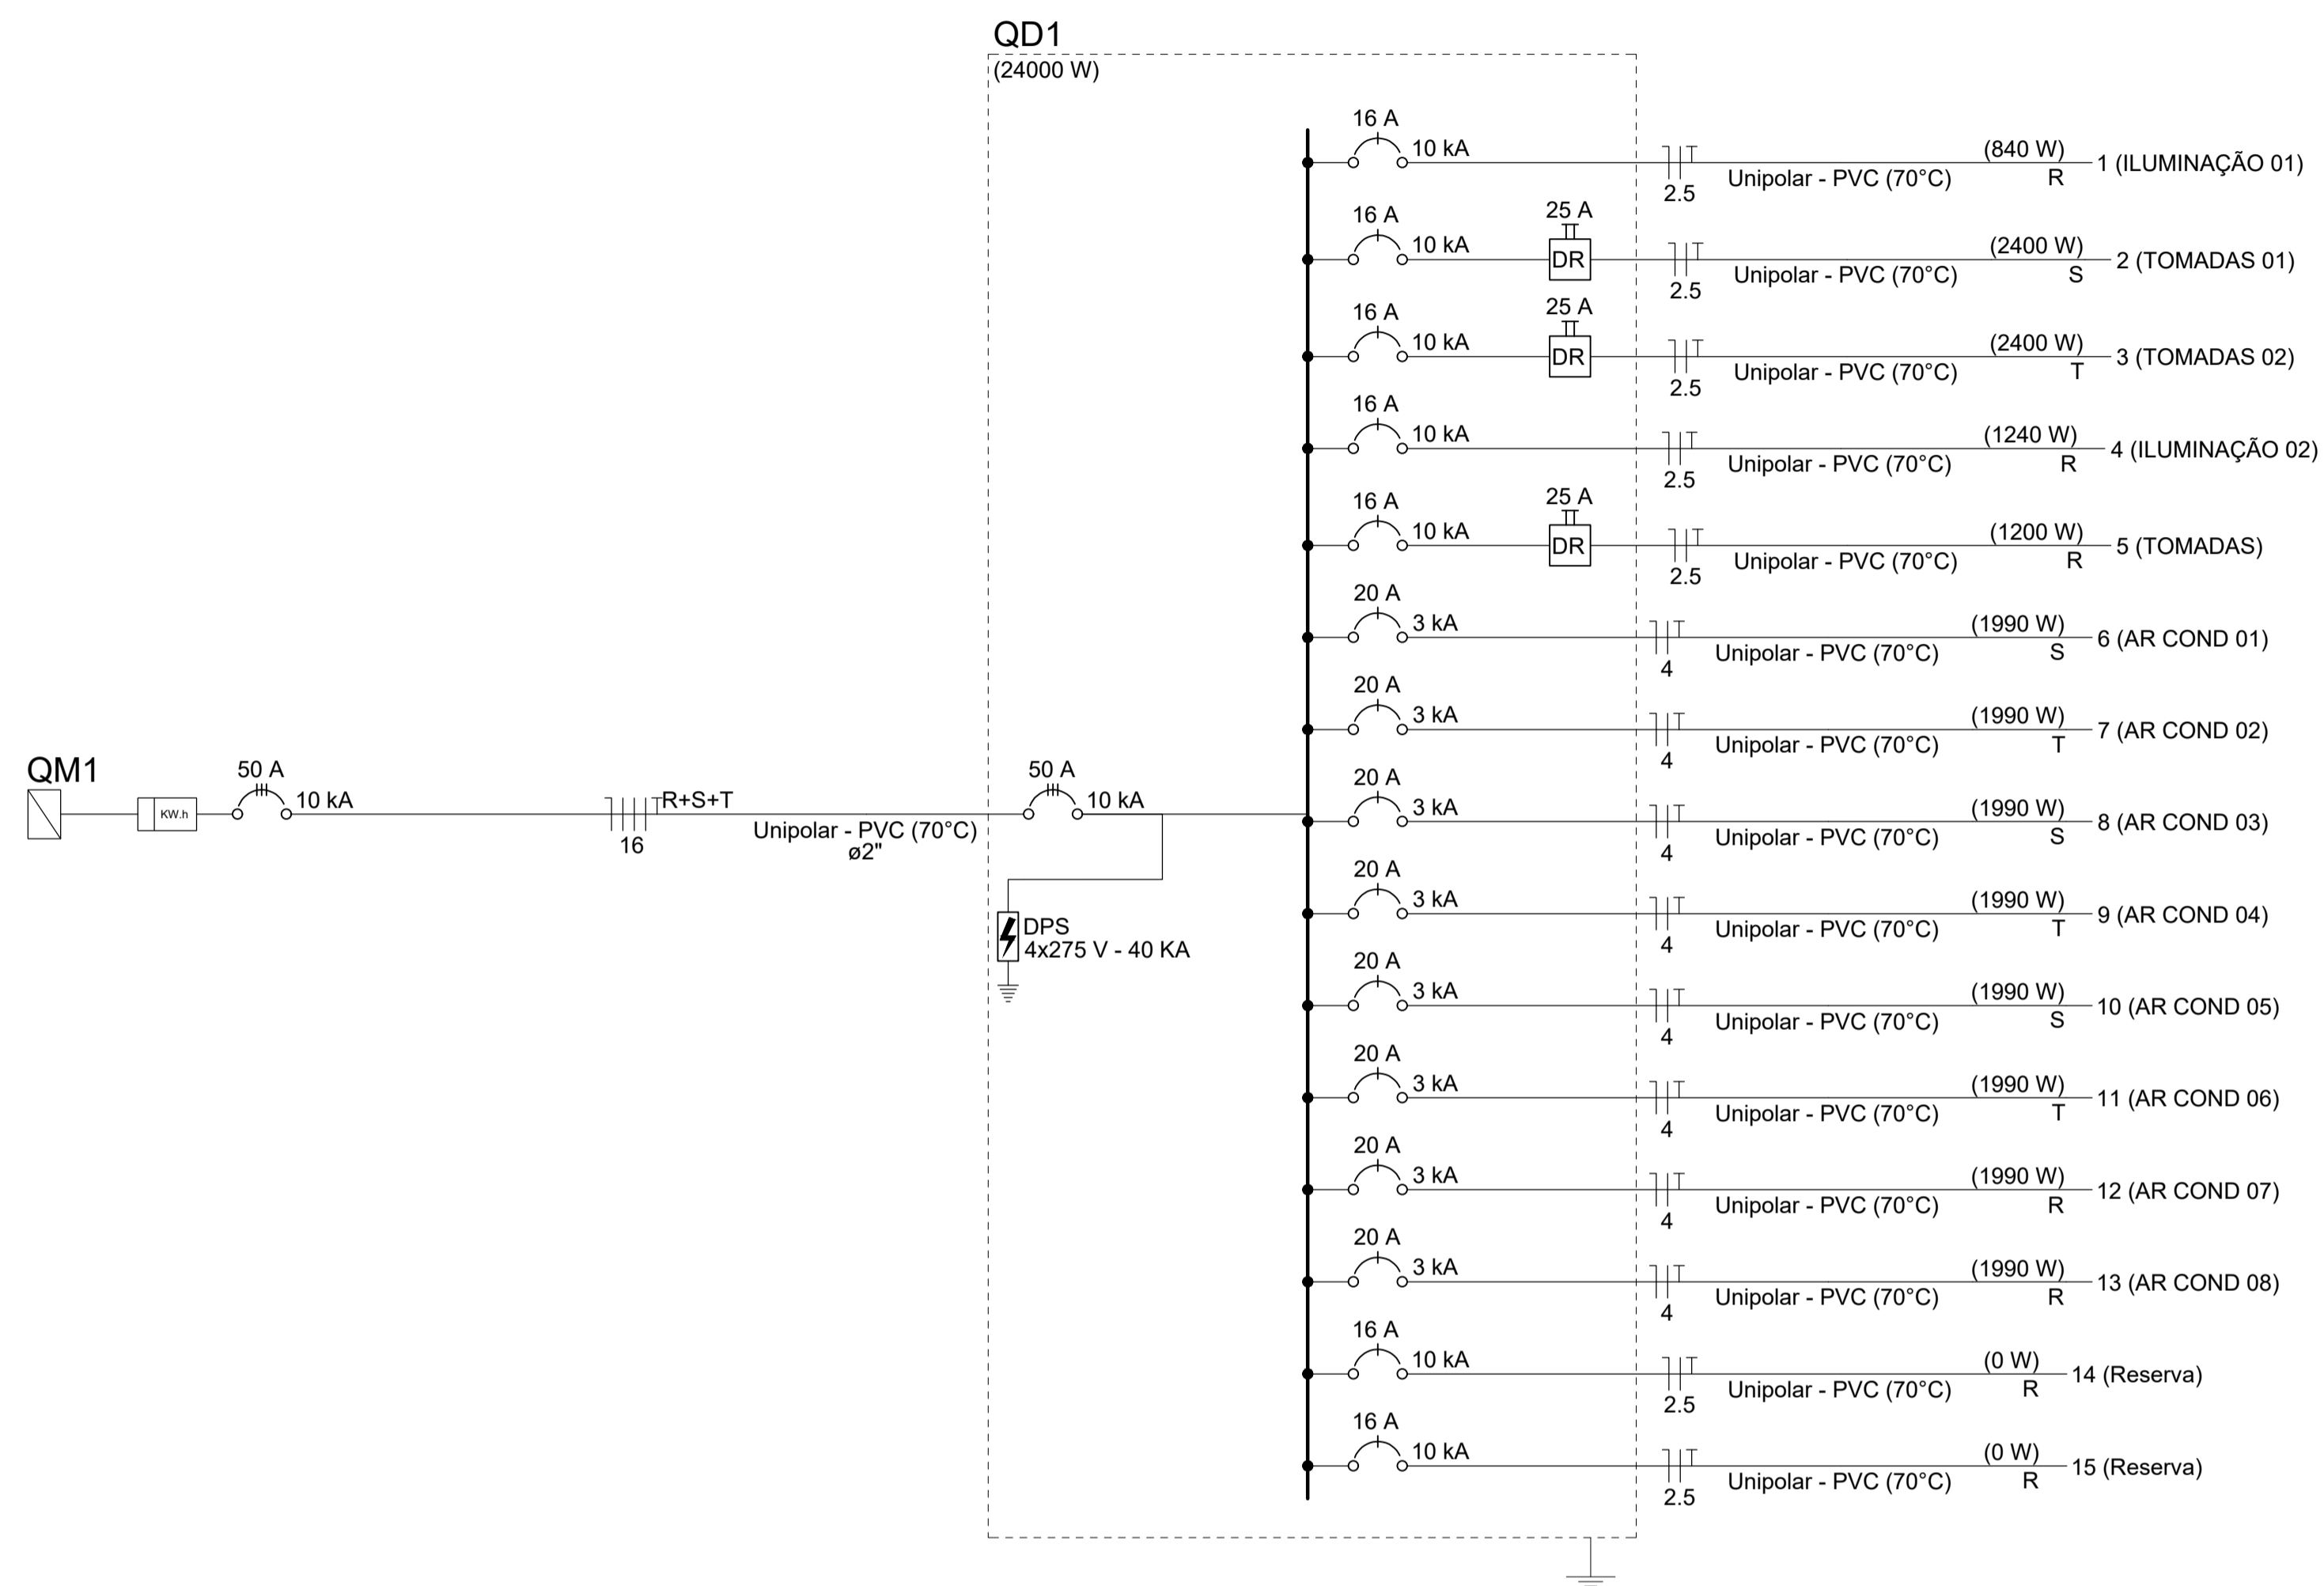 QD1
(24000 W)
16 A
10 kA
(840 W)
1 (ILUMINAÇÃO 01)
2.5
Unipolar - PVC (70°C)
R
16 A
10 kA
25 A
DR
(2400 W)
2 (TOMADAS 01)
2.5
Unipolar - PVC (70°C)
S
16 A
10 kA
25 A
DR
(2400 W)
3 (TOMADAS 02)
2.5
Unipolar - PVC (70°C)
T
16 A
10 kA
(1240 W)
4 (ILUMINAÇÃO 02)
2.5
Unipolar - PVC (70°C)
R
16 A
10 kA
25 A
DR
(1200 W)
5 (TOMADAS)
2.5
Unipolar - PVC (70°C)
R
20 A
3 kA
(1990 W)
6 (AR COND 01)
4
Unipolar - PVC (70°C)
S
20 A
3 kA
(1990 W)
7 (AR COND 02)
4
Unipolar - PVC (70°C)
T
QM1
KW.h
50 A
10 kA
R+S+T
16
Unipolar - PVC (70°C)
ø2"
50 A
10 kA
DPS
4x275 V - 40 KA
20 A
3 kA
(1990 W)
8 (AR COND 03)
4
Unipolar - PVC (70°C)
S
20 A
3 kA
(1990 W)
9 (AR COND 04)
4
Unipolar - PVC (70°C)
T
20 A
3 kA
(1990 W)
10 (AR COND 05)
4
Unipolar - PVC (70°C)
S
20 A
3 kA
(1990 W)
11 (AR COND 06)
4
Unipolar - PVC (70°C)
T
20 A
3 kA
(1990 W)
12 (AR COND 07)
4
Unipolar - PVC (70°C)
R
20 A
3 kA
(1990 W)
13 (AR COND 08)
4
Unipolar - PVC (70°C)
R
16 A
10 kA
(0 W)
14 (Reserva)
2.5
Unipolar - PVC (70°C)
R
16 A
10 kA
(0 W)
15 (Reserva)
2.5
Unipolar - PVC (70°C)
R